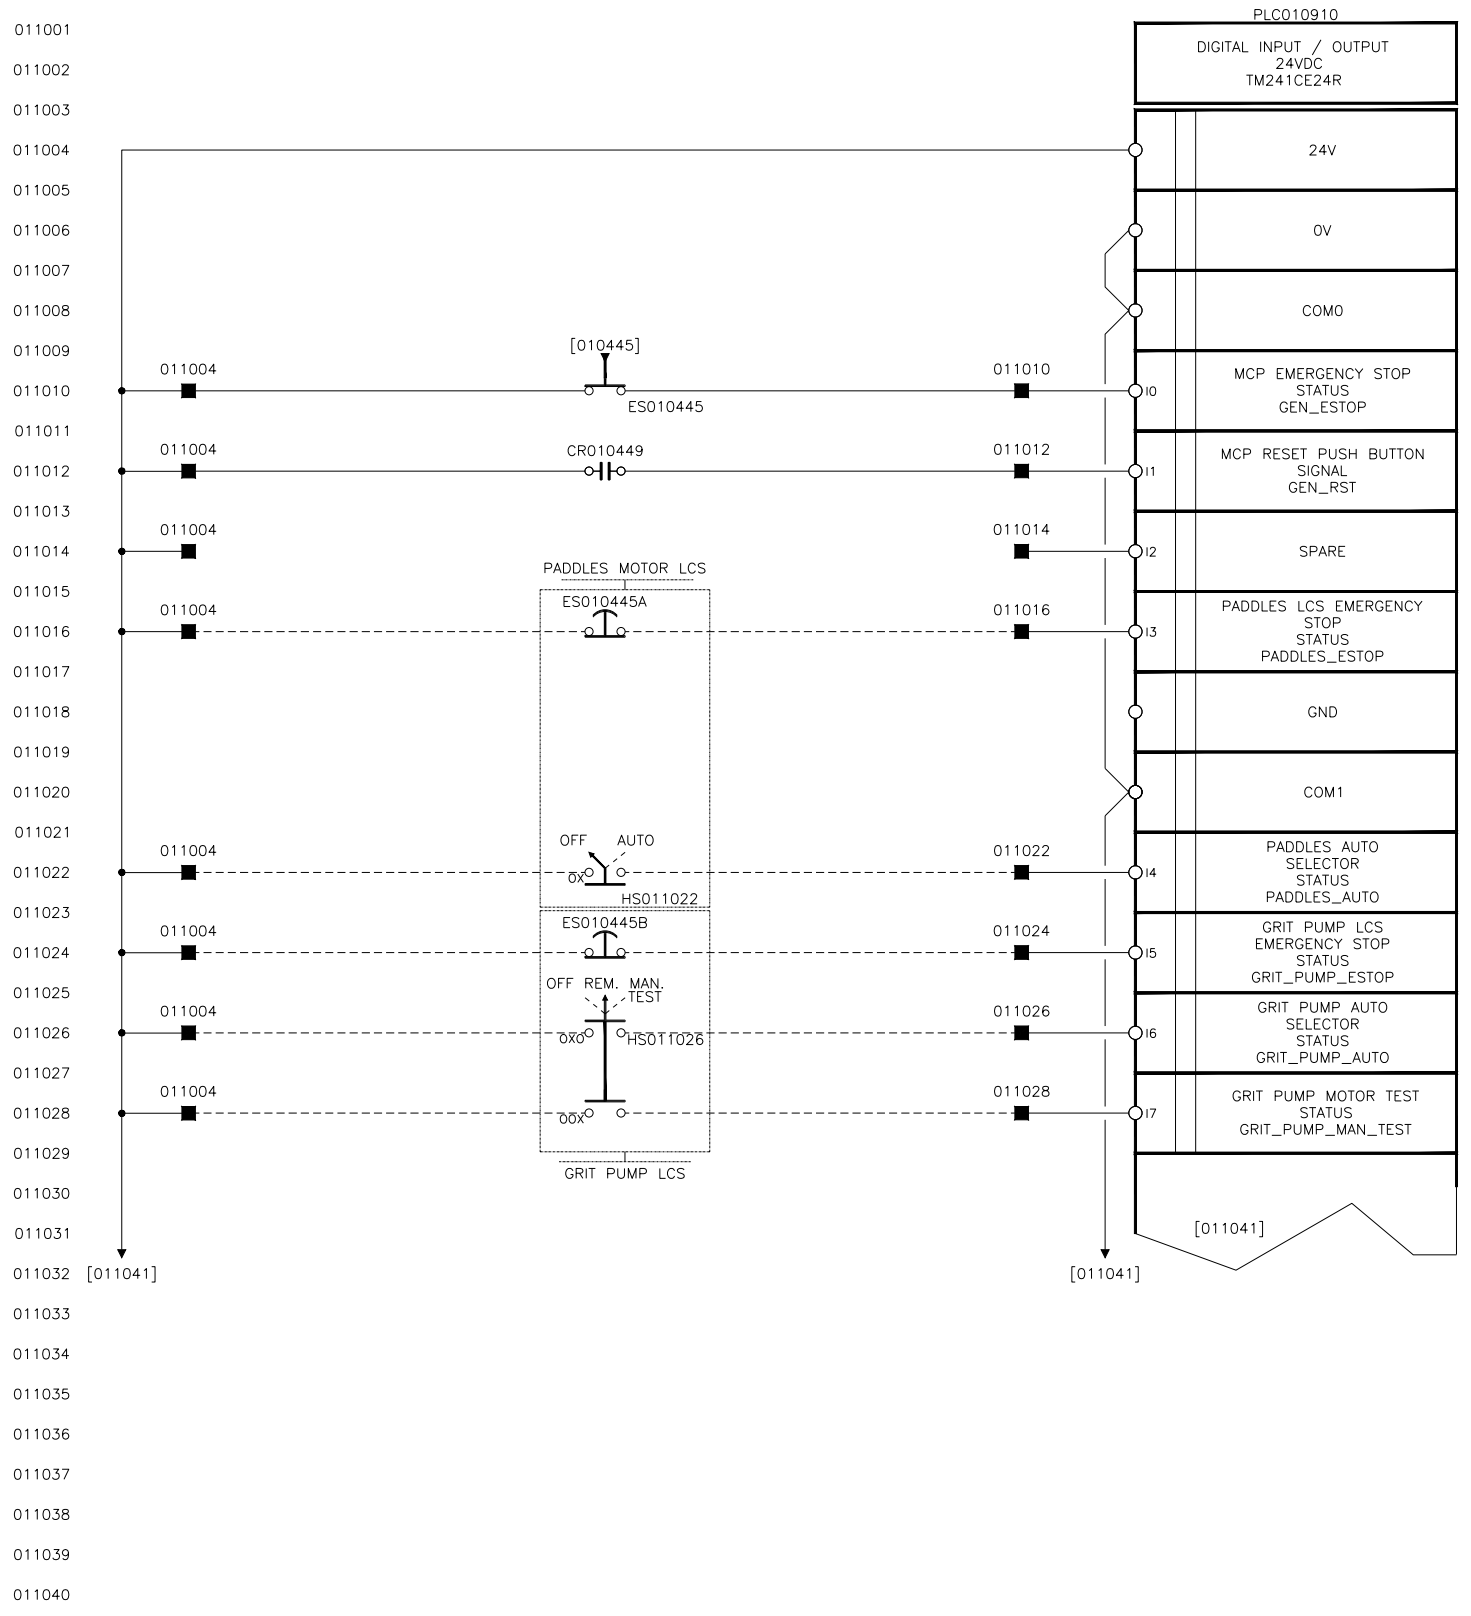 PLC010910
011001
DIGITAL INPUT / OUTPUT
24VDC
TM241CE24R
011002
011003
011004
24V
011005
011006
0V
011007
011008
COM0
011009
[010445]
011004
011010
011010
ES010445
I0
MCP EMERGENCY STOP
STATUS
GEN_ESTOP
011011
011004
CR010449
011012
011012
I1
MCP RESET PUSH BUTTON
SIGNAL
GEN_RST
011013
011004
011014
011014
I2
SPARE
PADDLES MOTOR LCS
011015
011004
ES010445A
011016
011016
I3
PADDLES LCS EMERGENCY
STOP
STATUS
PADDLES_ESTOP
011017
011018
GND
011019
011020
COM1
011021
OFF AUTO
011004
011022
011022
OX
HS011022
I4
PADDLES AUTO
SELECTOR
STATUS
PADDLES_AUTO
011023
011004
ES010445B
011024
011024
I5
GRIT PUMP LCS
EMERGENCY STOP
STATUS
GRIT_PUMP_ESTOP
011025
OFF REM. MAN.
TEST
011004
011026
011026
OXO
HS011026
I6
GRIT PUMP AUTO
SELECTOR
STATUS
GRIT_PUMP_AUTO
011027
011004
011028
011028
OOX
I7
GRIT PUMP MOTOR TEST
STATUS
GRIT_PUMP_MAN_TEST
011029
GRIT PUMP LCS
011030
011031
[011041]
011032
[011041]
[011041]
011033
011034
011035
011036
011037
011038
011039
011040